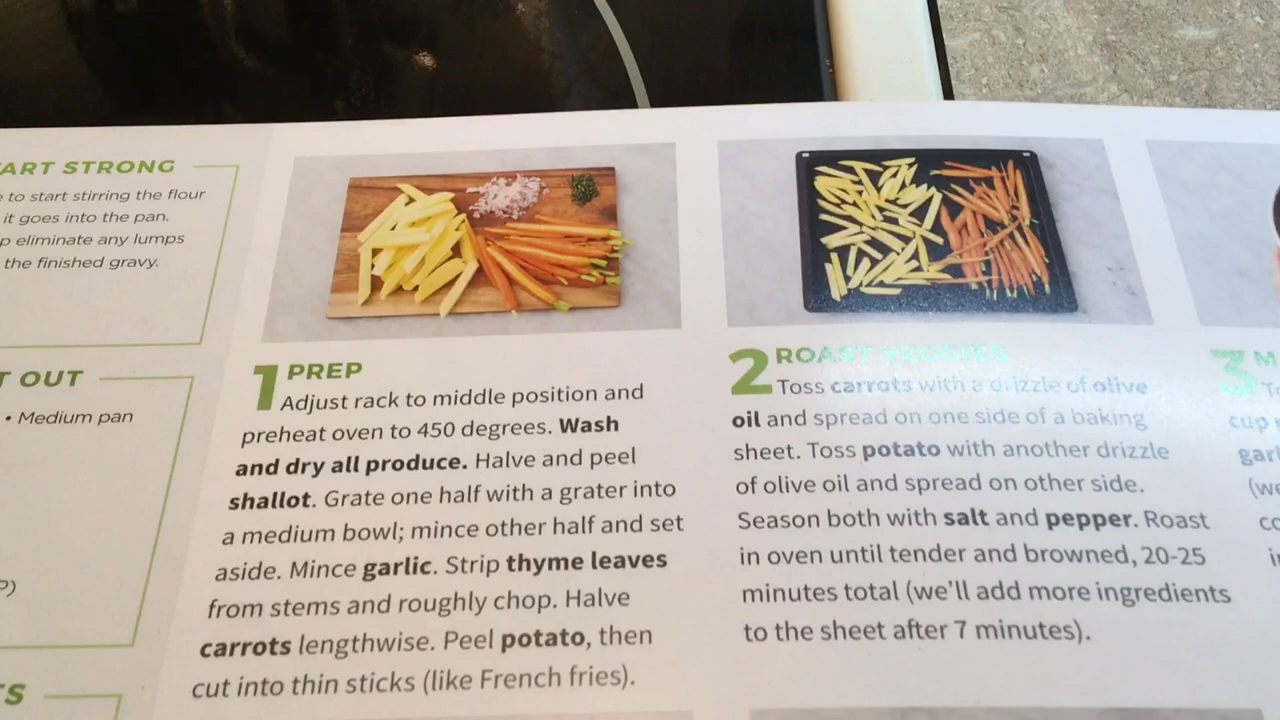 ART STRONG
to start stirring the flour
it goes into the pan.
eliminate any lumps
the finished gravy.
OUT
• Medium pan
1 PREP
Adjust rack to middle position and
preheat oven to 450 degrees. Wash
and dry all produce. Halve and peel
shallot. Grate one half with a grater into
a medium bowl; mince other half and set
aside. Mince garlic. Strip thyme leaves
from stems and roughly chop. Halve
carrots lengthwise. Peel potato, then
cut into thin sticks (like French fries).
2 ROAST VEGGIES
Toss carrots with a drizzle of olive
oil and spread on one side of a baking
sheet. Toss potato with another drizzle
of olive oil and spread on other side.
Season both with salt and pepper. Roast
in oven until tender and browned, 20-25
minutes total (we'll add more ingredients
to the sheet after 7 minutes).
3 M
cup